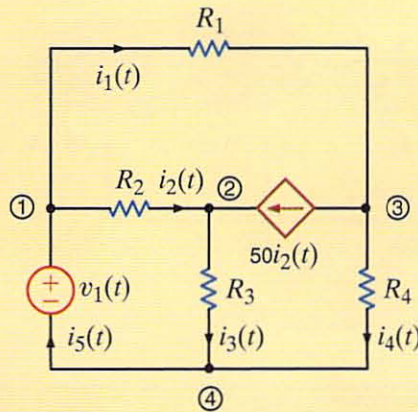 R₁
i₁(t)
① R₂ i₂(t) ② ③
50i₂(t)
+ − v₁(t) R₃ R₄
i₅(t) i₃(t) i₄(t)
④